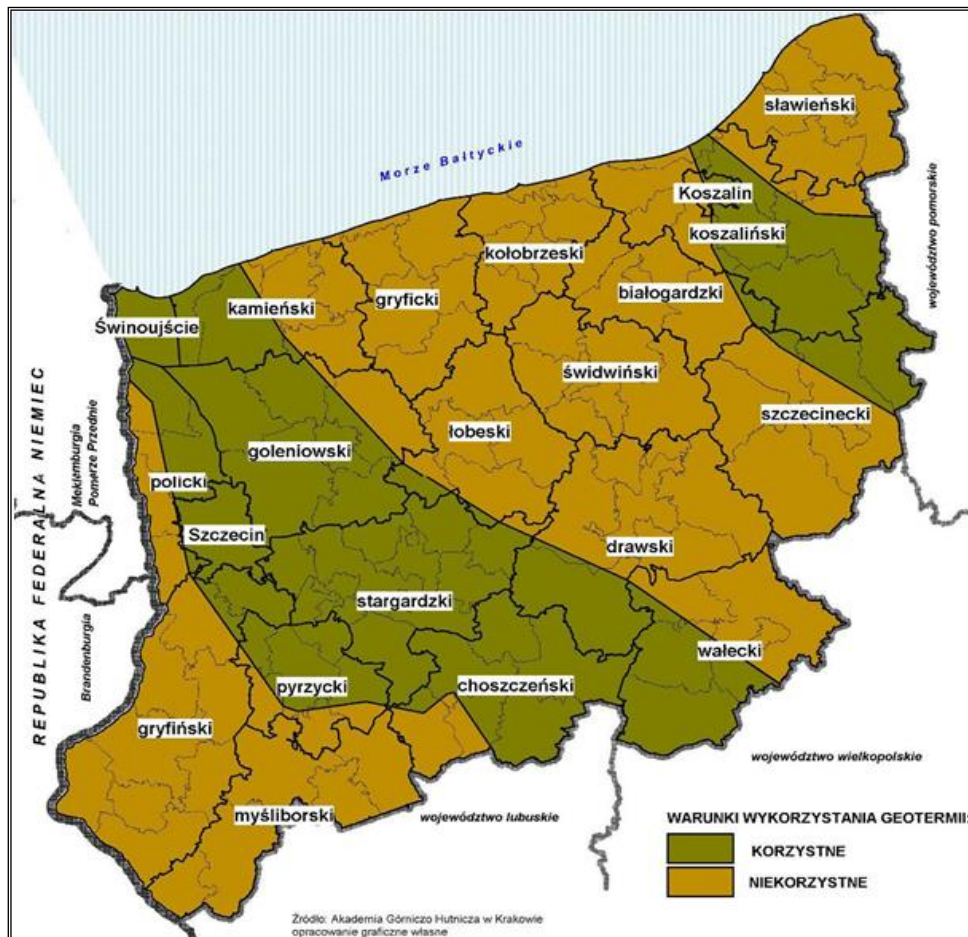 sławieński
Morze Bałtyckie
Koszalin
koszaliński
województwo pomorskie
kołobrzeski
białogardzki
gryficki
kamieński
Świnoujście
świdwiński
szczecinecki
łobeski
goleniowski
policki
Szczecin
REPUBLIKA FEDERALNA NIEMIEC
Meklemburgia
Pomorze Przednie
Brandenburgia
drawski
stargardzki
wałecki
pyrzycki
choszczeński
gryfiński
myśliborski
województwo wielkopolskie
województwo lubuskie
WARUNKI WYKORZYSTANIA GEOTERMII:
KORZYSTNE
NIEKORZYSTNE
Źródło: Akademia Górniczo Hutnicza w Krakowie
opracowanie graficzne własne